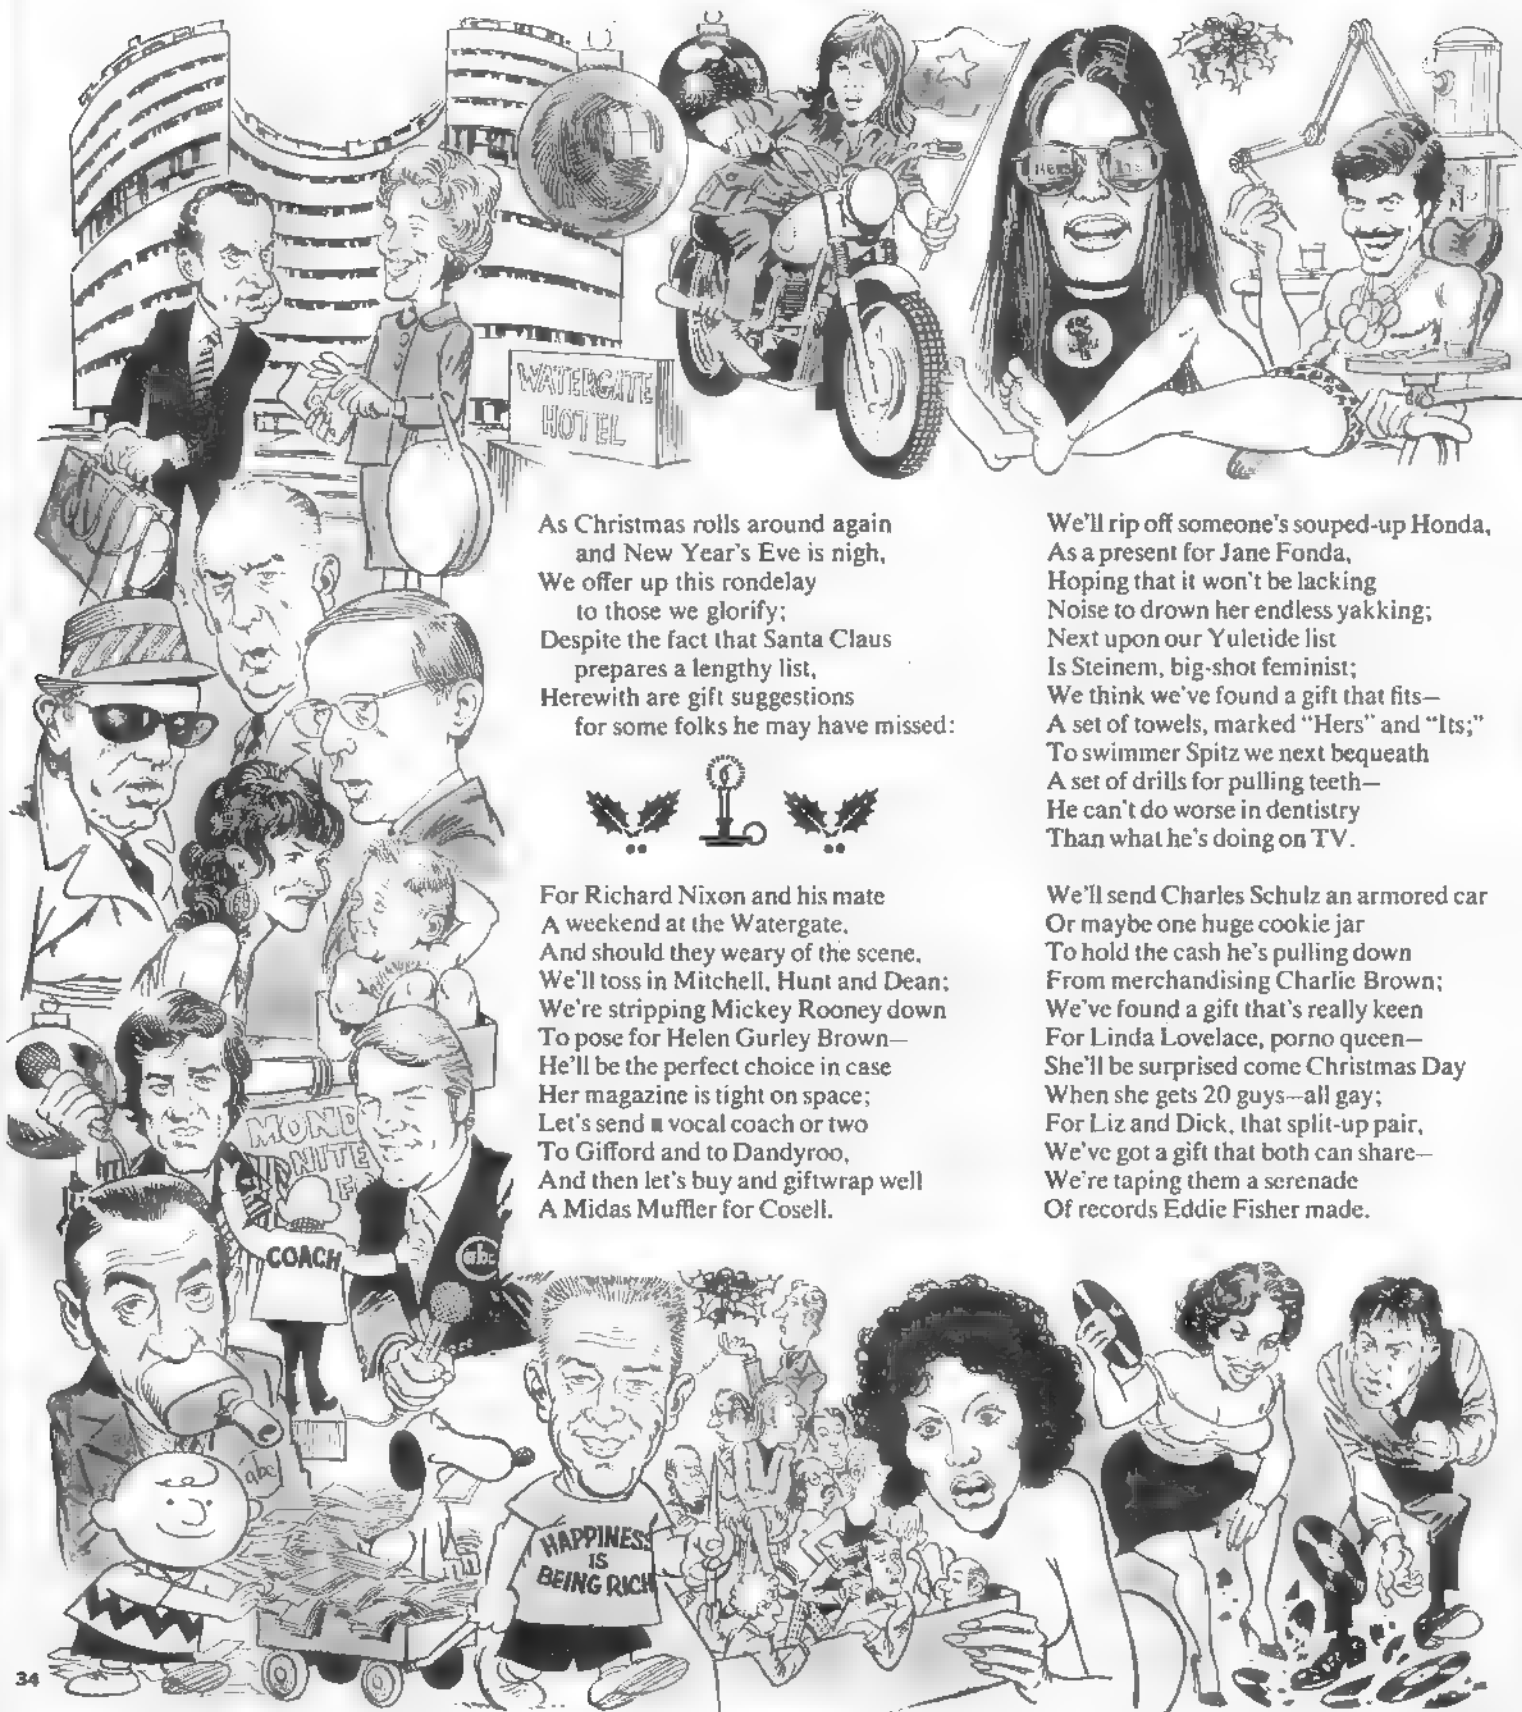 WATERGATE
HOTEL
As Christmas rolls around again
and New Year's Eve is nigh,
We offer up this rondelay
to those we glorify;
Despite the fact that Santa Claus
prepares a lengthy list,
Herewith are gift suggestions
for some folks he may have missed:
For Richard Nixon and his mate
A weekend at the Watergate,
And should they weary of the scene,
We'll toss in Mitchell, Hunt and Dean;
We're stripping Mickey Rooney down
To pose for Helen Gurley Brown—
He'll be the perfect choice in case
Her magazine is tight on space;
Let's send a vocal coach or two
To Gifford and to Dandyroo,
And then let's buy and giftwrap well
A Midas Muffler for Cosell.
We'll rip off someone's souped-up Honda,
As a present for Jane Fonda,
Hoping that it won't be lacking
Noise to drown her endless yakking;
Next upon our Yuletide list
Is Steinem, big-shot feminist;
We think we've found a gift that fits—
A set of towels, marked "Hers" and "Its;"
To swimmer Spitz we next bequeath
A set of drills for pulling teeth—
He can't do worse in dentistry
Than what he's doing on TV.
We'll send Charles Schulz an armored car
Or maybe one huge cookie jar
To hold the cash he's pulling down
From merchandising Charlie Brown;
We've found a gift that's really keen
For Linda Lovelace, porno queen—
She'll be surprised come Christmas Day
When she gets 20 guys—all gay;
For Liz and Dick, that split-up pair,
We've got a gift that both can share—
We're taping them a serenade
Of records Eddie Fisher made.
MOND
NITE
F
COACH
abc
abc
HAPPINESS
IS
BEING RICH
34